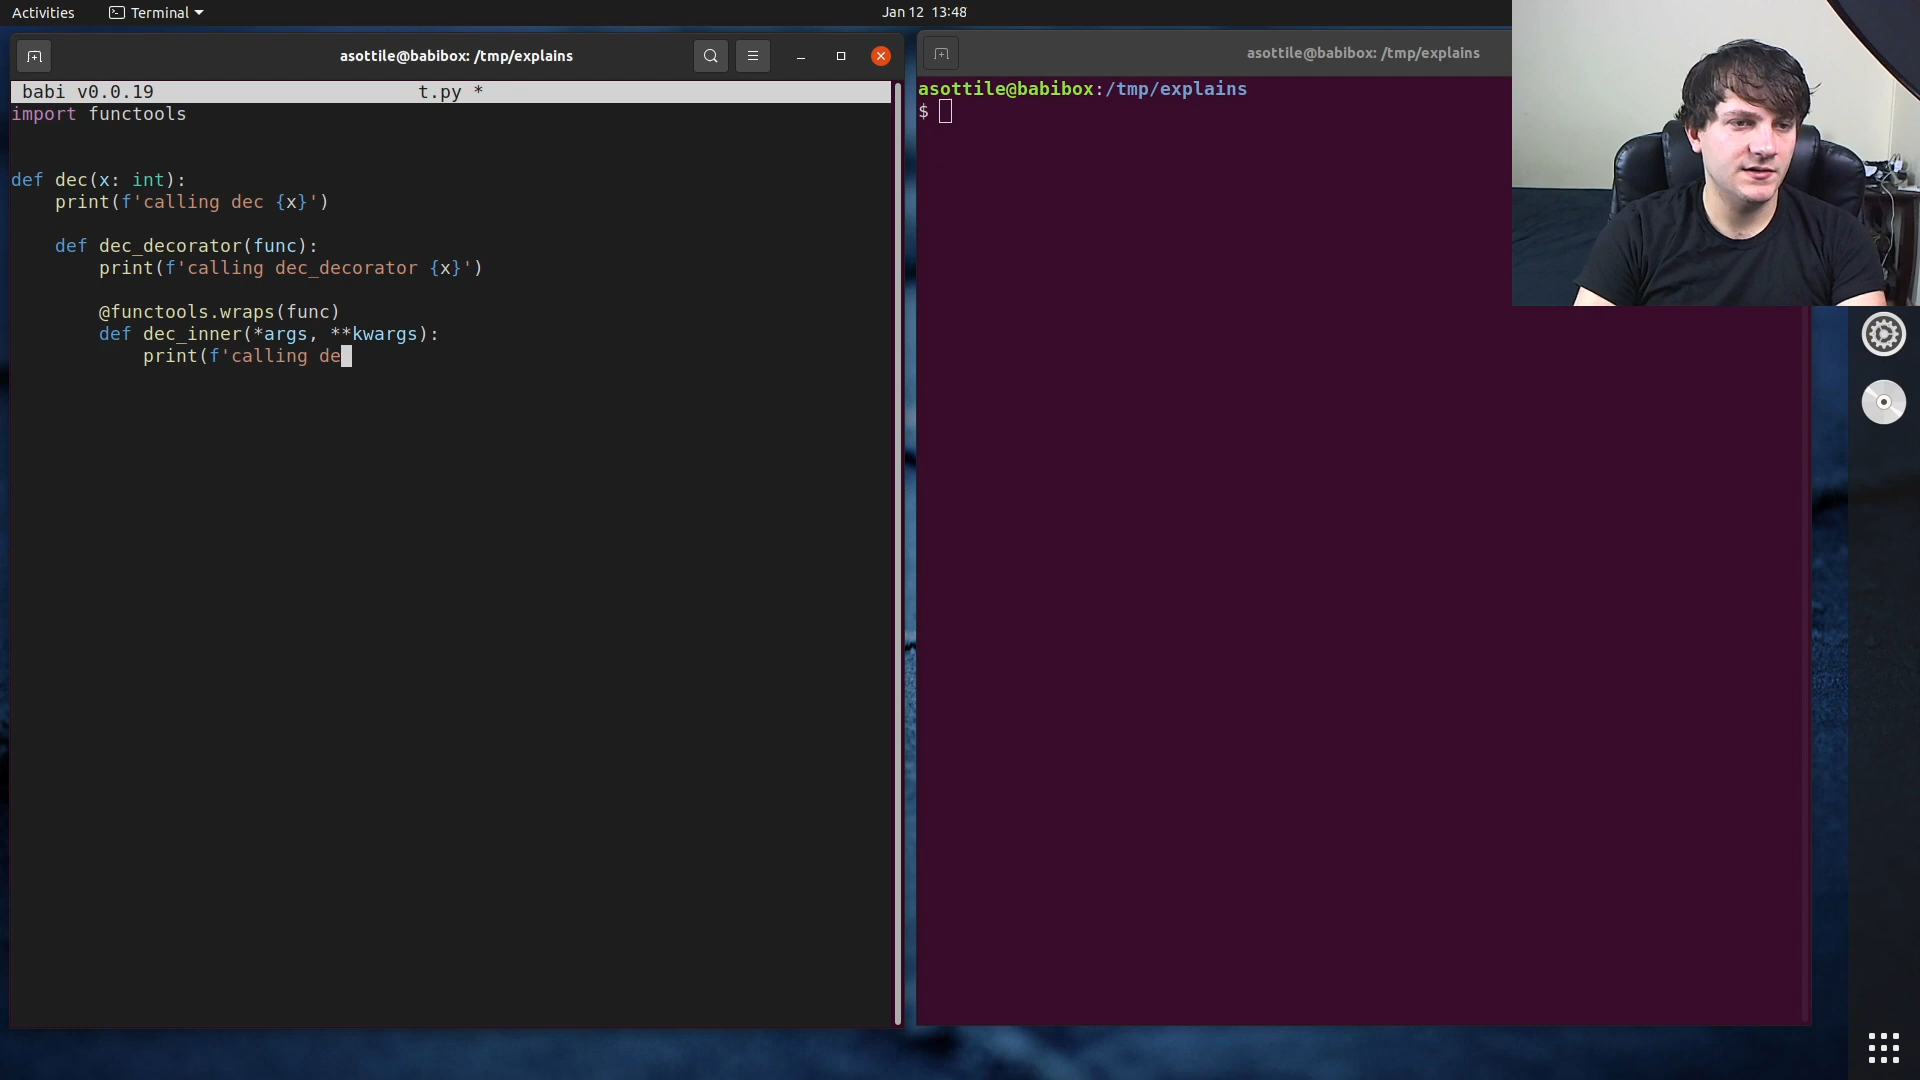 Activities Terminal Jan 12 13:48
asottile@babibox: /tmp/explains
babi v0.0.19 t.py *
import functools
def dec(x: int):
    print(f'calling dec {x}')
    def dec_decorator(func):
        print(f'calling dec_decorator {x}')
        @functools.wraps(func)
        def dec_inner(*args, **kwargs):
            print(f'calling de
asottile@babibox: /tmp/explains
asottile@babibox:/tmp/explains
$